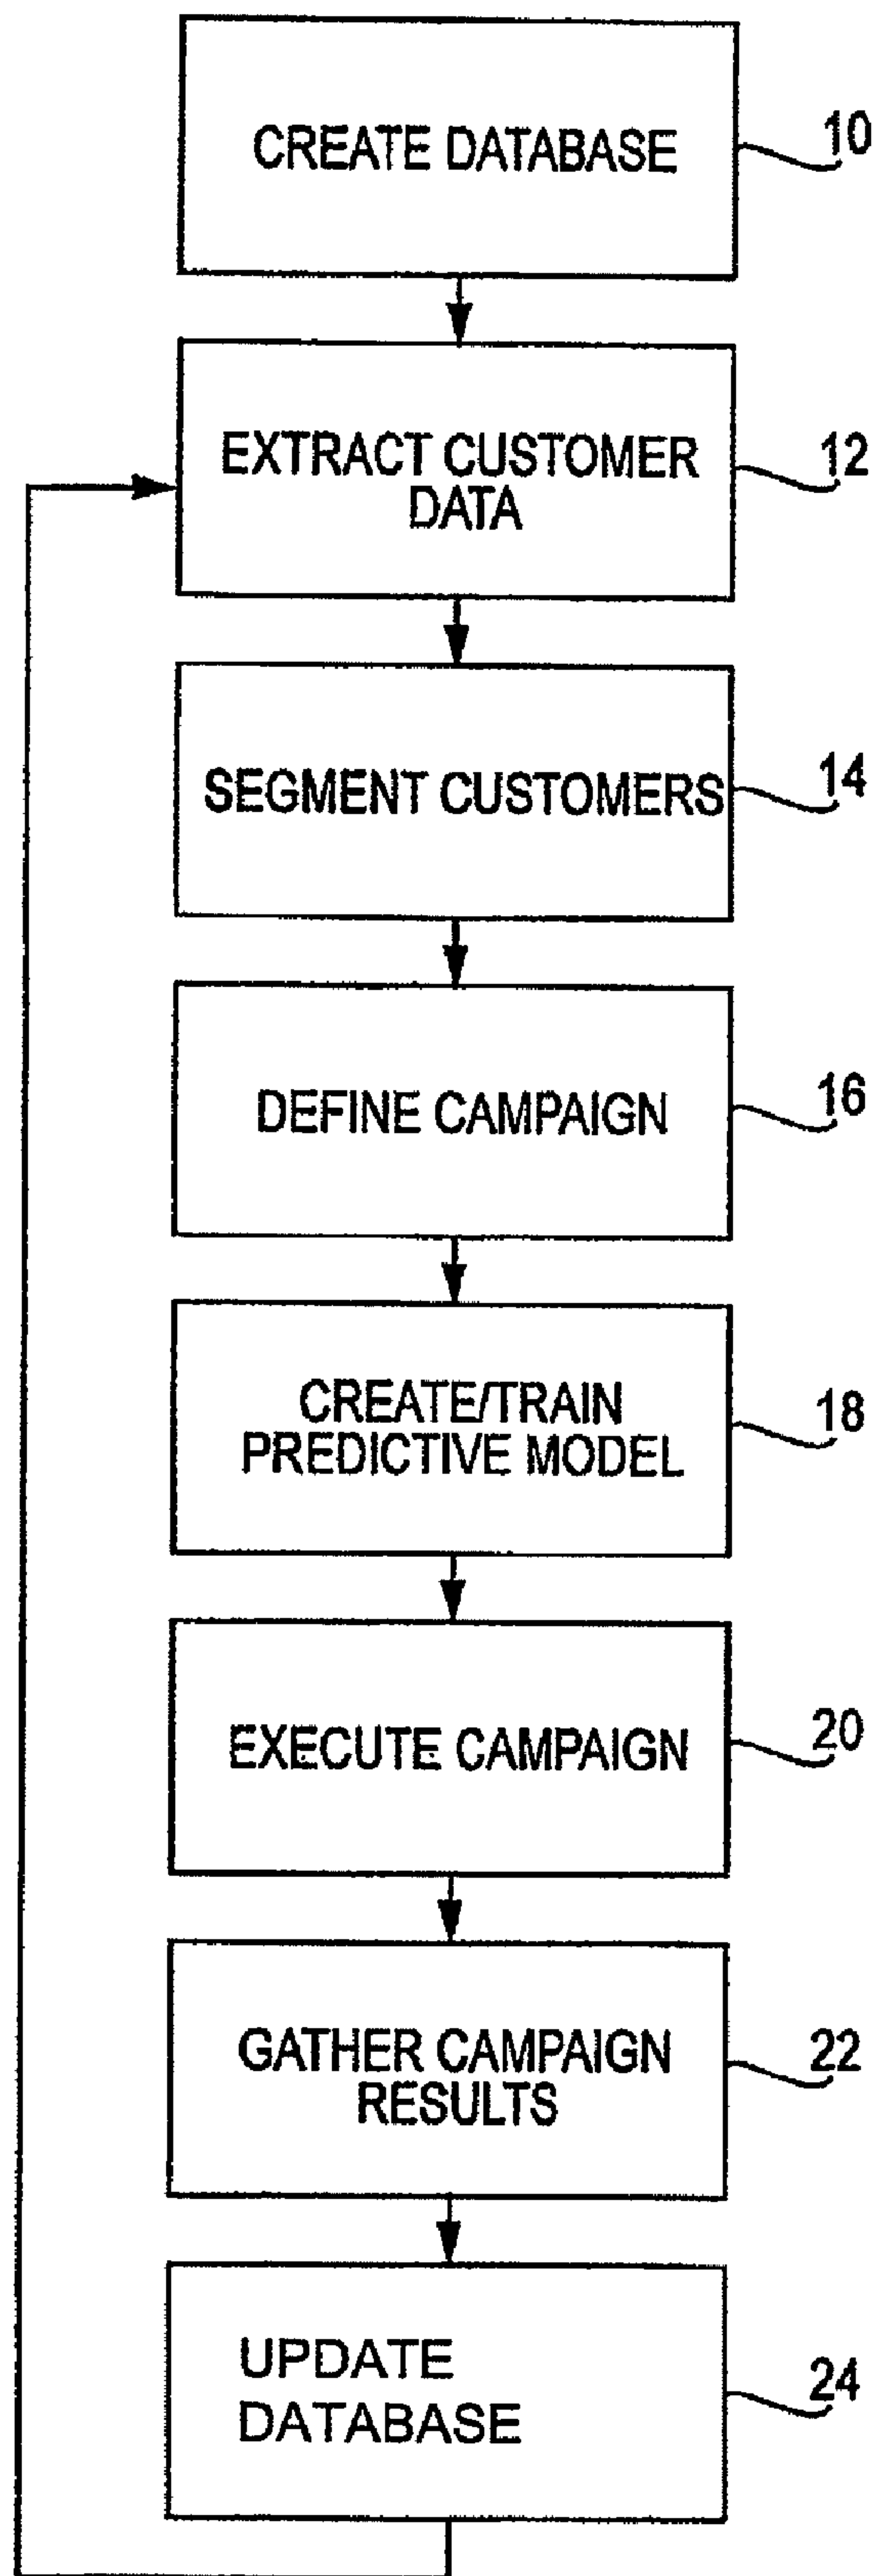 CREATE DATABASE
10
EXTRACT CUSTOMER
DATA
12
SEGMENT CUSTOMERS
14
DEFINE CAMPAIGN
16
CREATE/TRAIN
PREDICTIVE MODEL
18
EXECUTE CAMPAIGN
20
GATHER CAMPAIGN
RESULTS
22
UPDATE
DATABASE
24